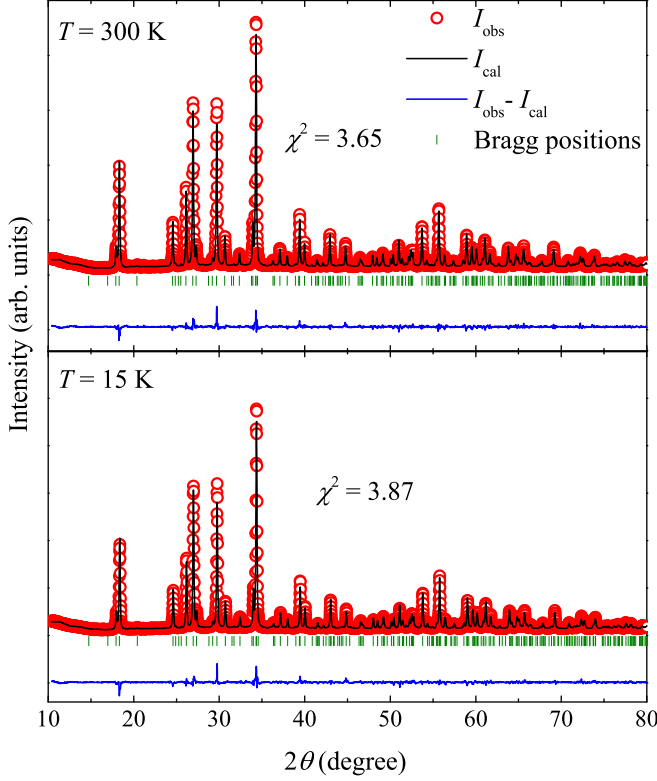 T = 300 K
I_obs
I_cal
I_obs - I_cal
Bragg positions
χ² = 3.65
Intensity (arb. units)
T = 15 K
χ² = 3.87
10 20 30 40 50 60 70 80
2θ (degree)